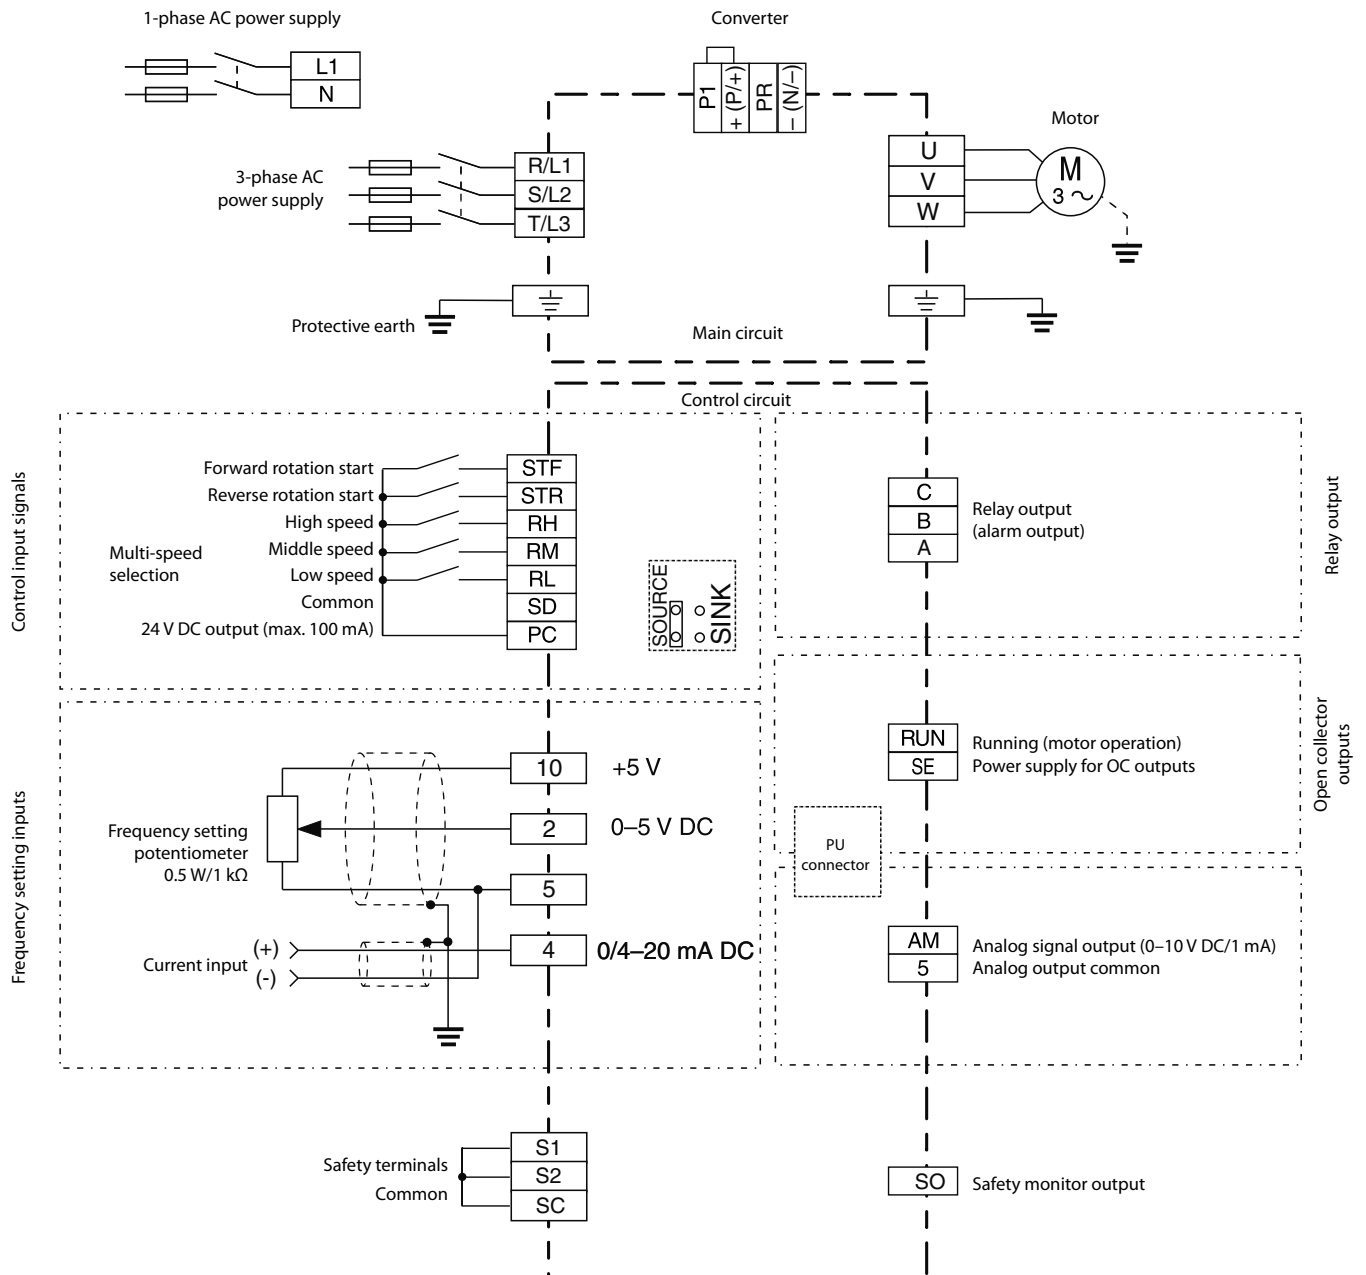 1-phase AC power supply
L1
N
Converter
P1
+ (P/+)
PR
– (N/–)
3-phase AC
power supply
R/L1
S/L2
T/L3
U
V
W
Motor
M
3 ~
Protective earth
Main circuit
Control circuit
Control input signals
Forward rotation start
Reverse rotation start
High speed
Multi-speed
selection
Middle speed
Low speed
Common
24 V DC output (max. 100 mA)
STF
STR
RH
RM
RL
SD
PC
SOURCE
SINK
C
B
A
Relay output
(alarm output)
Relay output
RUN
SE
Running (motor operation)
Power supply for OC outputs
Open collector
outputs
PU
connector
Frequency setting inputs
Frequency setting
potentiometer
0.5 W/1 kΩ
10
+5 V
2
0–5 V DC
5
Current input
(+)
(-)
4
0/4–20 mA DC
AM
5
Analog signal output (0–10 V DC/1 mA)
Analog output common
Safety terminals
Common
S1
S2
SC
SO
Safety monitor output